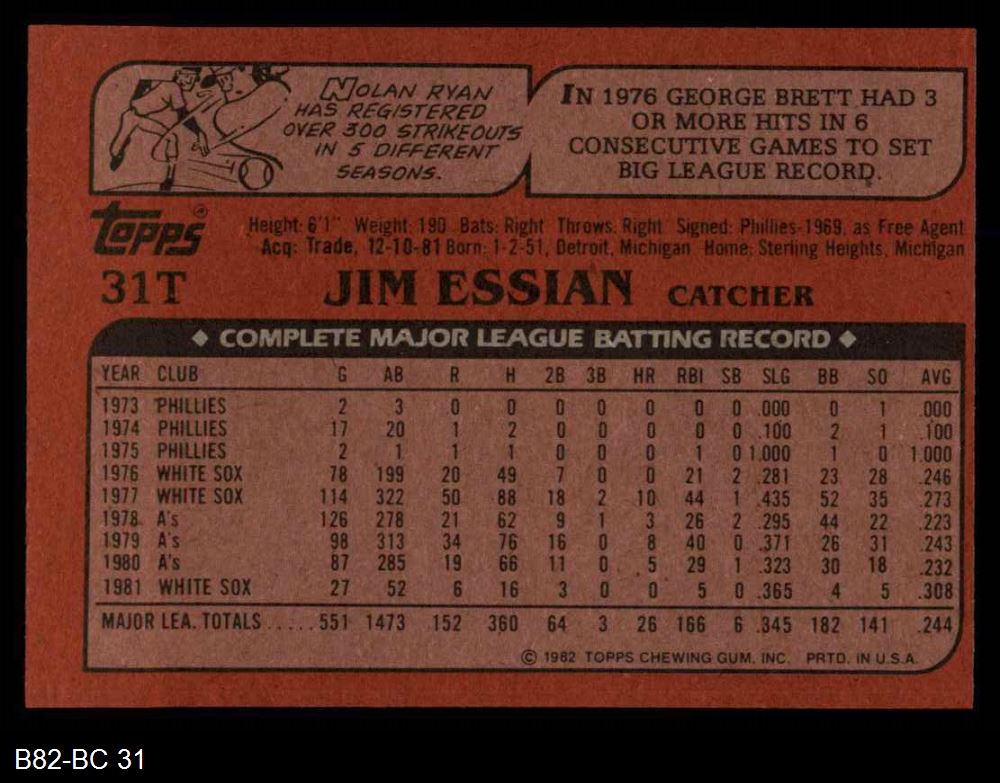 NOLAN RYAN
HAS REGISTERED
OVER 300 STRIKEOUTS
IN 5 DIFFERENT
SEASONS.
IN 1976 GEORGE BRETT HAD 3
OR MORE HITS IN 6
CONSECUTIVE GAMES TO SET
BIG LEAGUE RECORD.
Topps®
Height: 6'1" Weight: 190 Bats: Right Throws: Right Signed: Phillies-1969, as Free Agent
Acq: Trade, 12-10-81 Born: 1-2-51, Detroit, Michigan Home: Sterling Heights, Michigan
31T JIM ESSIAN CATCHER
◆ COMPLETE MAJOR LEAGUE BATTING RECORD ◆
YEAR CLUB G AB R H 2B 3B HR RBI SB SLG BB SO AVG
1973 PHILLIES 2 3 0 0 0 0 0 0 0 .000 0 1 .000
1974 PHILLIES 17 20 1 2 0 0 0 0 0 .100 2 1 .100
1975 PHILLIES 2 1 1 1 0 0 0 1 0 1.000 1 0 1.000
1976 WHITE SOX 78 199 20 49 7 0 0 21 2 .281 23 28 .246
1977 WHITE SOX 114 322 50 88 18 2 10 44 1 .435 52 35 .273
1978 A's 126 278 21 62 9 1 3 26 2 .295 44 22 .223
1979 A's 98 313 34 76 16 0 8 40 0 .371 26 31 .243
1980 A's 87 285 19 66 11 0 5 29 1 .323 30 18 .232
1981 WHITE SOX 27 52 6 16 3 0 0 5 0 .365 4 5 .308
MAJOR LEA. TOTALS.....551 1473 152 360 64 3 26 166 6 .345 182 141 .244
© 1982 TOPPS CHEWING GUM, INC. PRTD. IN U.S.A.
B82-BC 31